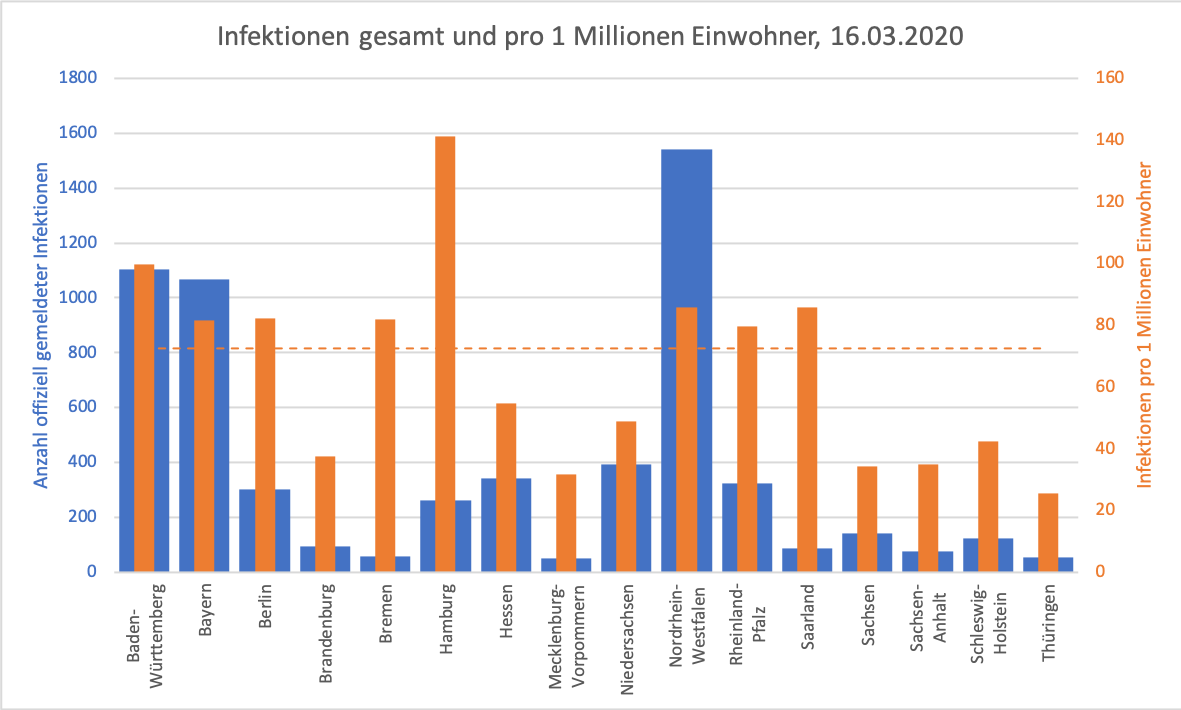 Infektionen gesamt und pro 1 Millionen Einwohner, 16.03.2020
Anzahl offiziell gemeldeter Infektionen
1800
1600
1400
1200
1000
800
600
400
200
0
160
140
120
100
80
60
40
20
0
Infektionen pro 1 Millionen Einwohner
Baden-
Württemberg
Bayern
Berlin
Brandenburg
Bremen
Hamburg
Hessen
Mecklenburg-
Vorpommern
Niedersachsen
Nordrhein-
Westfalen
Rheinland-
Pfalz
Saarland
Sachsen
Sachsen-
Anhalt
Schleswig-
Holstein
Thüringen